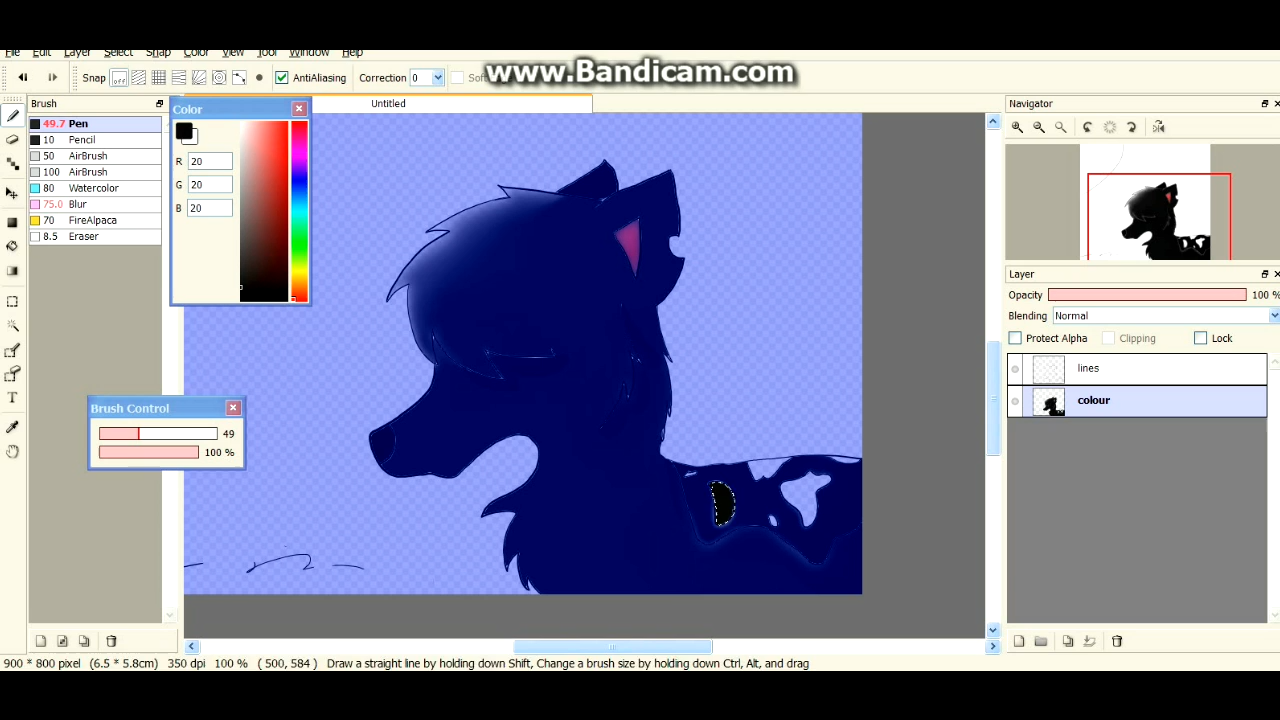 www.Bandicam.com
File Edit Layer Select Snap Color View Tool Window Help
Snap off AntiAliasing Correction 0
Brush
Color
Untitled
Navigator
49.7 Pen
10 Pencil
50 AirBrush
100 AirBrush
80 Watercolor
75.0 Blur
70 FireAlpaca
8.5 Eraser
R 20
G 20
B 20
Brush Control
49
100 %
Layer
Opacity 100 %
Blending Normal
Protect Alpha Clipping Lock
lines
colour
900 * 800 pixel (6.5 * 5.8cm) 350 dpi 100 % ( 500, 584 ) Draw a straight line by holding down Shift, Change a brush size by holding down Ctrl, Alt, and drag